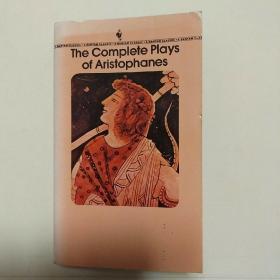 The Complete Plays
of Aristophanes